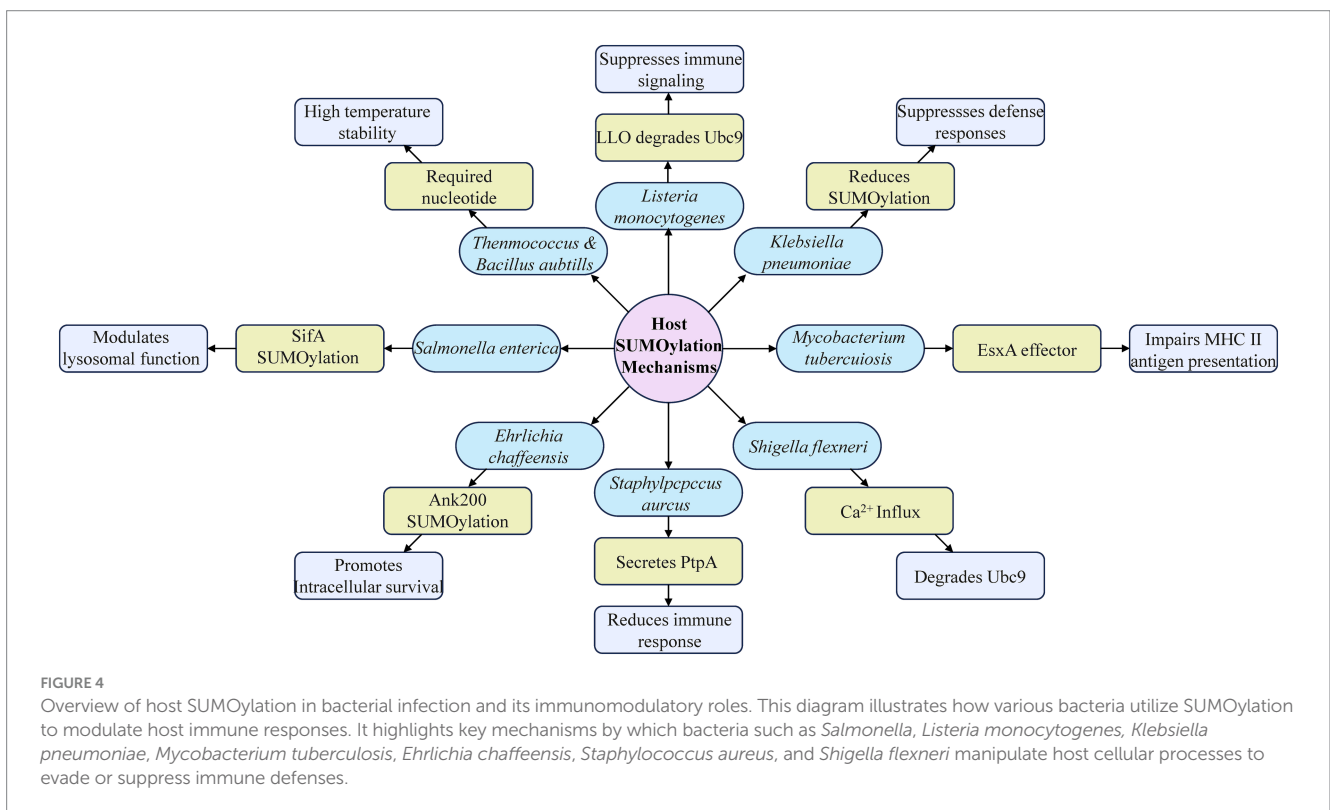 Suppresses immune
signaling
High temperature
stability
Suppressses defense
responses
LLO degrades Ubc9
Required
nucleotide
Reduces
SUMOylation
Listeria
monocytogenes
Thenmococcus &
Bacillus aubtills
Klebsiella
pneumoniae
Host
SUMOylation
Mechanisms
Modulates
lysosomal function
SifA
SUMOylation
Salmonella enterica
Mycobacterium
tubercuiosis
EsxA effector
Impairs MHC II
antigen presentation
Ehrlichia
chaffeensis
Shigella flexneri
Staphylpcpccus
aurcus
Ank200
SUMOylation
Ca²⁺ Influx
Secretes PtpA
Promotes
Intracellular survival
Degrades Ubc9
Reduces immune
response
FIGURE 4
Overview of host SUMOylation in bacterial infection and its immunomodulatory roles. This diagram illustrates how various bacteria utilize SUMOylation
to modulate host immune responses. It highlights key mechanisms by which bacteria such as Salmonella, Listeria monocytogenes, Klebsiella
pneumoniae, Mycobacterium tuberculosis, Ehrlichia chaffeensis, Staphylococcus aureus, and Shigella flexneri manipulate host cellular processes to
evade or suppress immune defenses.